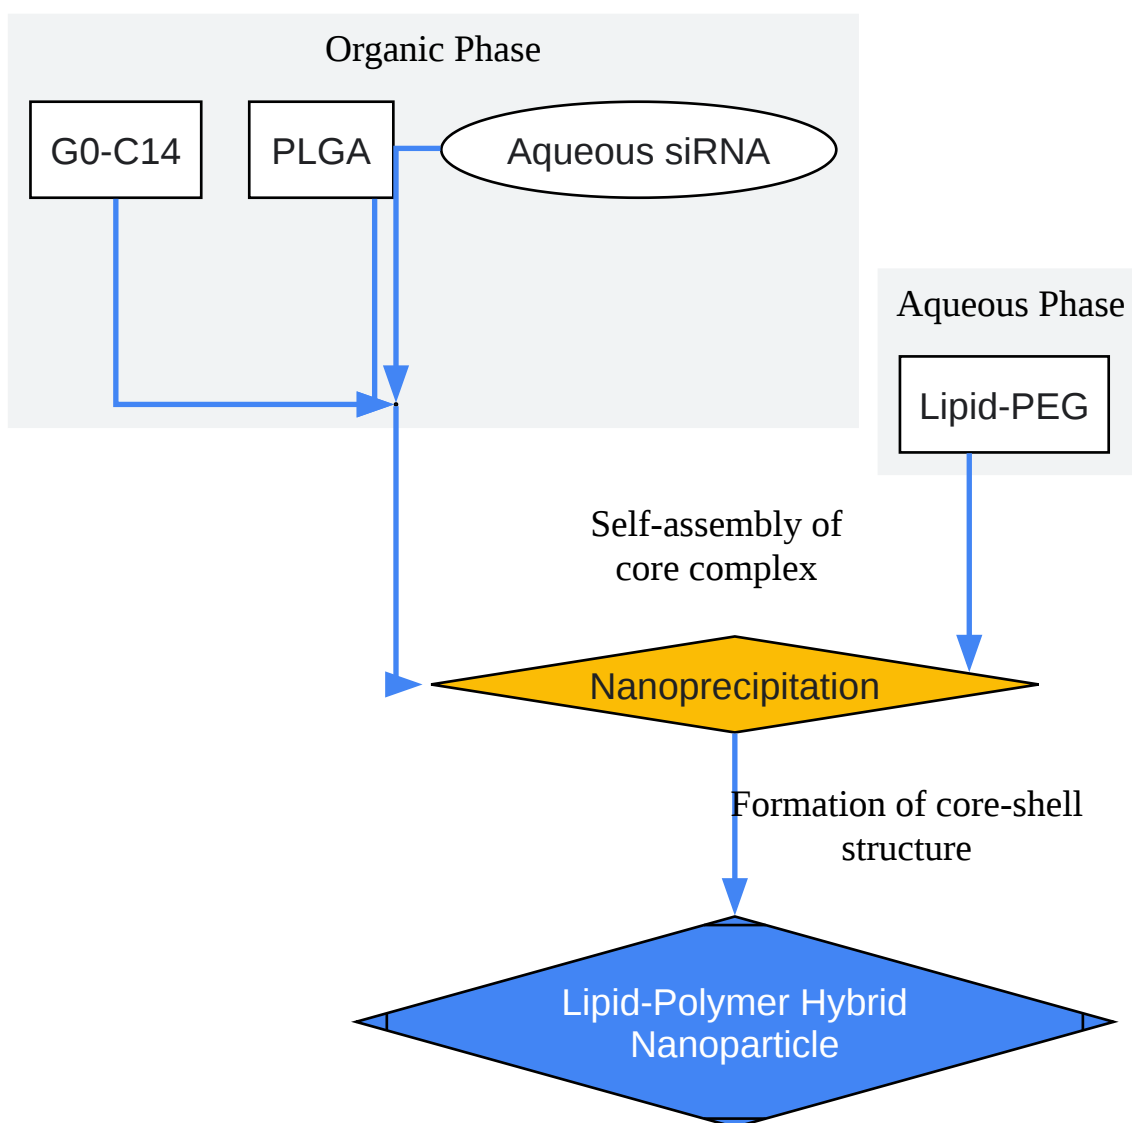 Organic Phase
G0-C14
PLGA
Aqueous siRNA
Aqueous Phase
Lipid-PEG
Self-assembly of
core complex
Nanoprecipitation
Formation of core-shell
structure
Lipid-Polymer Hybrid
Nanoparticle